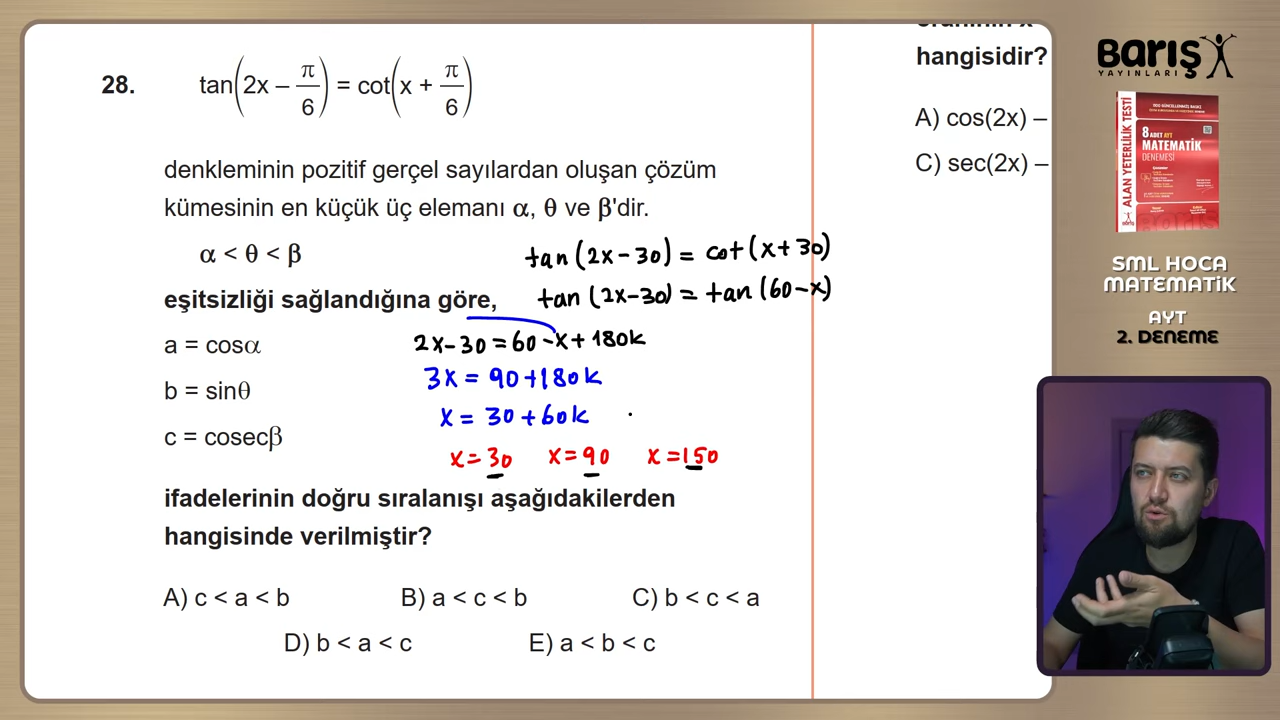 28. tan(2x – π/6) = cot(x + π/6)
denkleminin pozitif gerçel sayılardan oluşan çözüm
kümesinin en küçük üç elemanı α, θ ve β'dir.
α < θ < β
eşitsizliği sağlandığına göre,
a = cosα
b = sinθ
c = cosecβ
tan(2x-30) = cot(x+30)
tan(2x-30) = tan(60-x)
2x-30 = 60-x+180k
3x = 90+180k
x = 30+60k
x=30 x=90 x=150
ifadelerinin doğru sıralanışı aşağıdakilerden
hangisinde verilmiştir?
A) c < a < b B) a < c < b C) b < c < a
D) b < a < c E) a < b < c
hangisidir?
A) cos(2x) –
C) sec(2x) –
BARIŞ
YAYINLARI
ALAN YETERLİLİK TESTİ
8 ADET AYT
MATEMATİK
DENEMESİ
BARIŞ
SML HOCA
MATEMATİK
AYT
2. DENEME